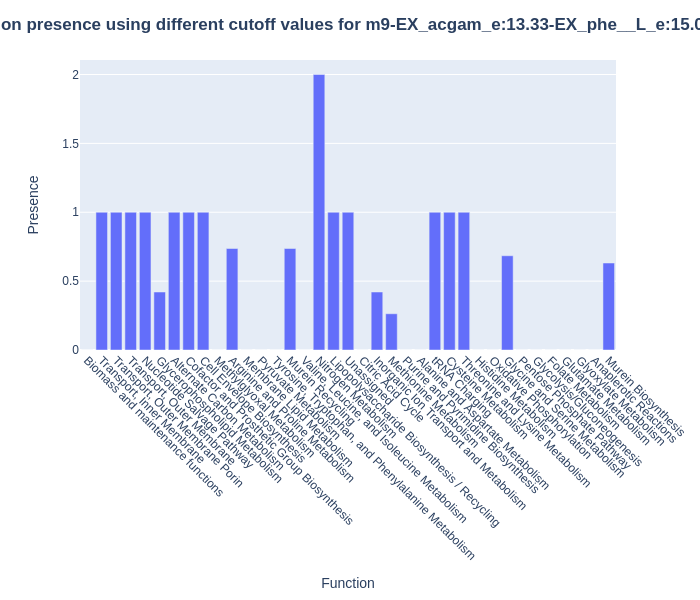 on presence using different cutoff values for m9-EX_acgam_e:13.33-EX_phe__L_e:15.0
Presence
2
1.5
1
0.5
0
Biomass and maintenance functions
Transport, Inner Membrane
Transport, Outer Membrane
Transport, Outer Membrane Porin
Nucleotide Salvage Pathway
Glycerophospholipid Metabolism
Alternate Carbon Metabolism
Cofactor and Prosthetic Group Biosynthesis
Cell Envelope Biosynthesis
Methylglyoxal Metabolism
Arginine and Proline Metabolism
Membrane Lipid Metabolism
Pyruvate Metabolism
Tyrosine, Tryptophan, and Phenylalanine Metabolism
Murein Recycling
Valine, Leucine, and Isoleucine Metabolism
Nitrogen Metabolism
Lipopolysaccharide Biosynthesis / Recycling
Unassigned
Citric Acid Cycle
Inorganic Ion Transport and Metabolism
Methionine Metabolism
Purine and Pyrimidine Biosynthesis
Alanine and Aspartate Metabolism
tRNA Charging
Cysteine Metabolism
Threonine and Lysine Metabolism
Histidine Metabolism
Oxidative Phosphorylation
Glycine and Serine Metabolism
Pentose Phosphate Pathway
Glycolysis/Gluconeogenesis
Folate Metabolism
Glutamate Metabolism
Glyoxylate Metabolism
Anaplerotic Reactions
Murein Biosynthesis
Function